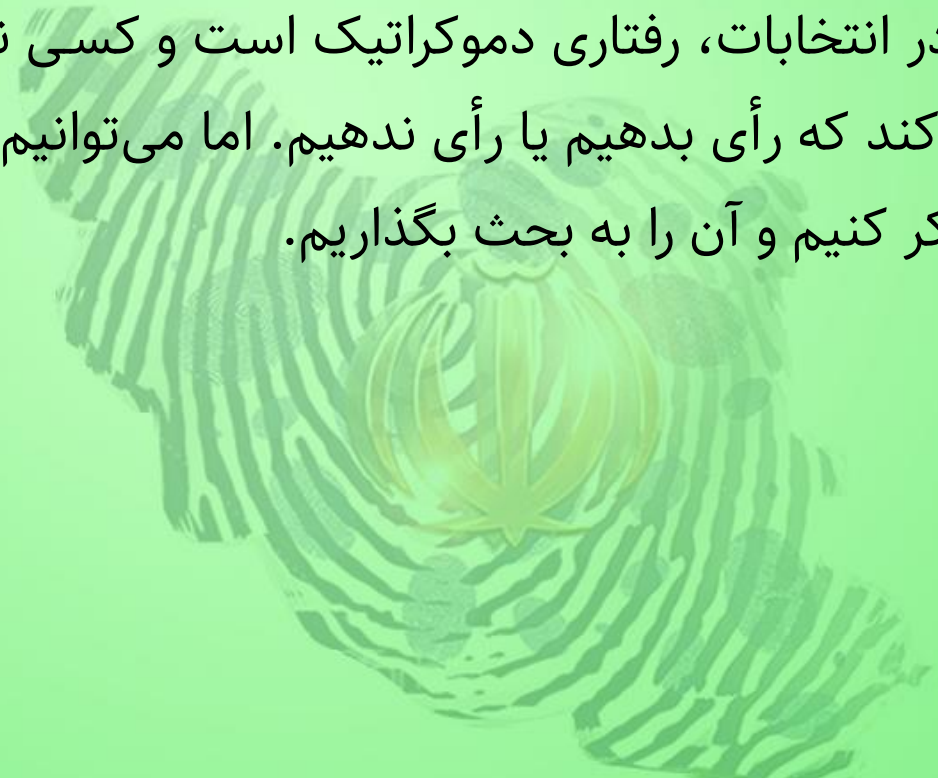 در انتخابات، رفتاری دموکراتیک است و کسی
کند که رأی بدهیم یا رأی ندهیم. اما می‌توانیم
کنیم و آن را به بحث بگذاریم.